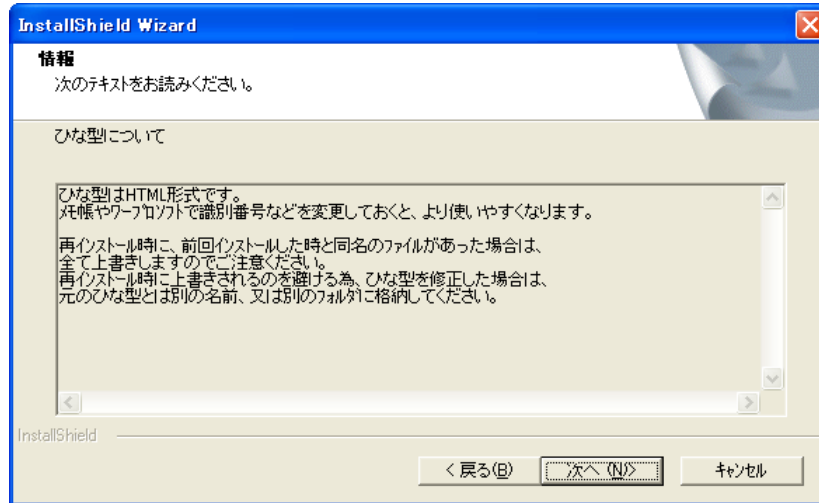 InstallShield Wizard
情報
次のテキストをお読みください。
ひな型について
ひな型はHTML形式です。
メモ帳やワープロソフトで識別番号などを変更しておくと、より使いやすくなります。
再インストール時に、前回インストールした時と同名のファイルがあった場合は、
全て上書きしますのでご注意ください。
再インストール時に上書きされるのを避ける為、ひな型を修正した場合は、
元のひな型とは別の名前、又は別のフォルダに格納してください。
InstallShield
< 戻る(B)
次へ (N)>
キャンセル